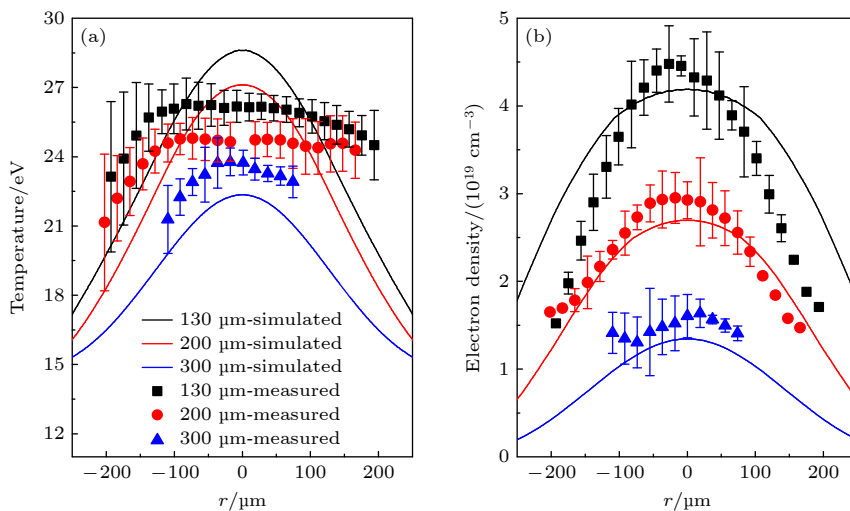 (a)
Temperature/eV
30
27
24
21
18
15
12
130 µm-simulated
200 µm-simulated
300 µm-simulated
130 µm-measured
200 µm-measured
300 µm-measured
−200 −100 0 100 200
r/µm
(b)
Electron density/(10¹⁹ cm⁻³)
5
4
3
2
1
0
−200 −100 0 100 200
r/µm